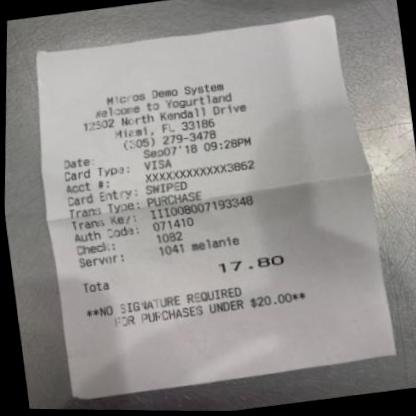 Micros Demo System
Welcome to Yogurtland
12502 North Kendall Drive
Miami, FL 33186
(305) 279-3478
Date: Sep07'18 09:28PM
Card Type: VISA
Acct #: XXXXXXXXXXXX3862
Card Entry: SWIPED
Trans Type: PURCHASE
Trans Key: III008007193348
Auth Code: 071410
Check: 1082
Server: 1041 melanie
Tota 17.80
**NO SIGNATURE REQUIRED
FOR PURCHASES UNDER $20.00**